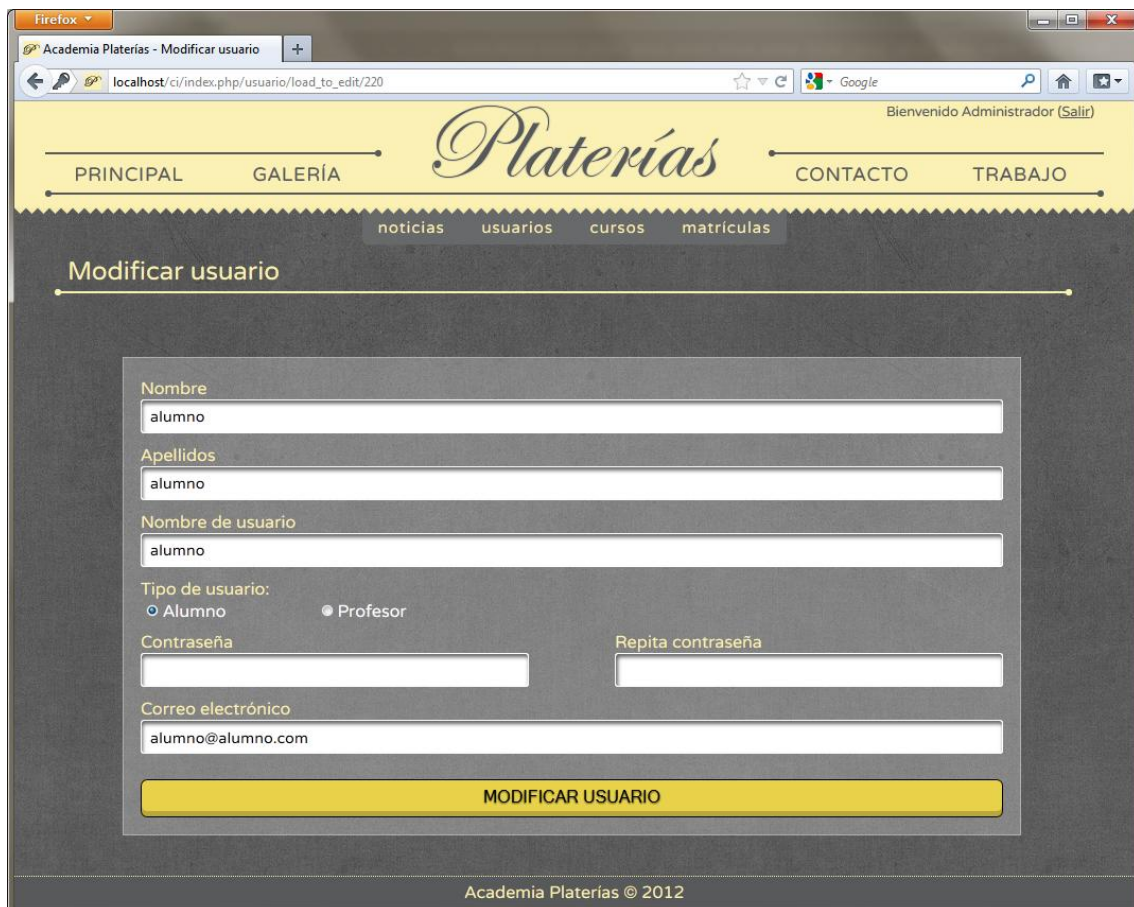 Firefox
Academia Platerías - Modificar usuario
localhost/ci/index.php/usuario/load_to_edit/220
Google
Bienvenido Administrador (Salir)
PRINCIPAL GALERÍA Platerías CONTACTO TRABAJO
noticias usuarios cursos matrículas
Modificar usuario
Nombre
alumno
Apellidos
alumno
Nombre de usuario
alumno
Tipo de usuario:
Alumno Profesor
Contraseña Repita contraseña
Correo electrónico
alumno@alumno.com
MODIFICAR USUARIO
Academia Platerías © 2012